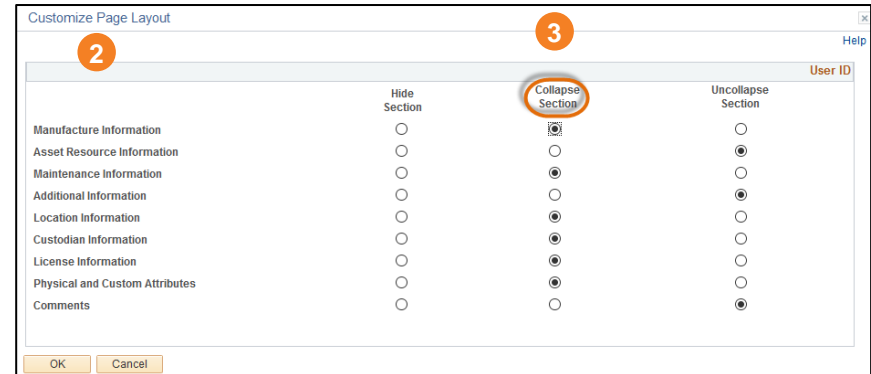 Customize Page Layout
×
3
2
Help
User ID
Hide
Section
Collapse
Section
Uncollapse
Section
Manufacture Information
Asset Resource Information
Maintenance Information
Additional Information
Location Information
Custodian Information
License Information
Physical and Custom Attributes
Comments
OK Cancel